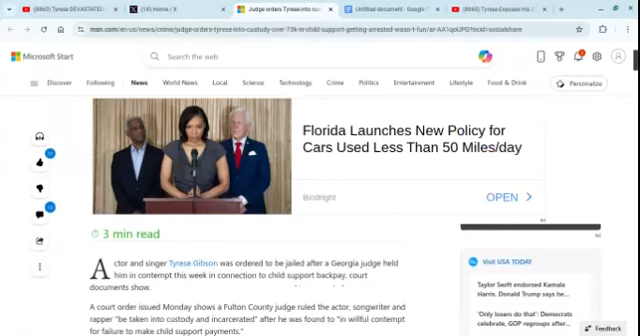 (8960) Tyrese DEVASTATED
(1K) Home / X
Judge orders Tyrese into cus
Untitled document - Google
(8960) Tyrese Exposes His
msn.com/en-us/news/crime/judge-orders-tyrese-into-custody-over-73k-in-child-support-getting-arrested-wasn-t-fun/ar-AA1qoUPD?ocid=socialshare
Microsoft Start
Search the web
Discover
Following
News
World News
Local
Science
Technology
Crime
Politics
Entertainment
Lifestyle
Food & Drink
Personalize
Florida Launches New Policy for
Cars Used Less Than 50 Miles/day
OPEN
Ad
3 min read
Ad
Actor and singer Tyrese Gibson was ordered to be jailed after a Georgia judge held
him in contempt this week in connection to child support backpay, court
documents show.
A court order issued Monday shows a Fulton County judge ruled the actor, songwriter and
rapper "be taken into custody and incarcerated" after he was found to "in willful contempt
for failure to make child support payments."
Visit USA TODAY
Taylor Swift endorsed Kamala
Harris. Donald Trump says he...
'Only losers do that': Democrats
celebrate, GOP regroups after...
Feedback